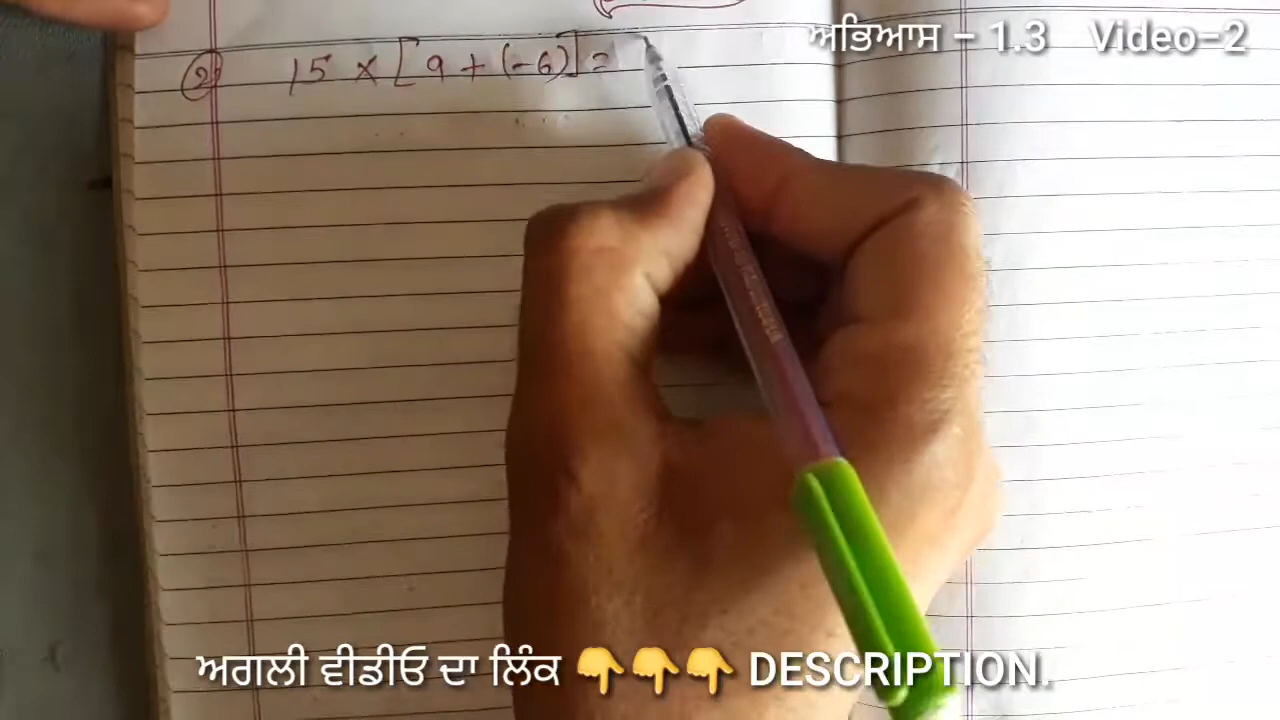 ਅਭਿਆਸ – 1.3 Video–2
② 15 × [9 + (-6)] =
ਅਗਲੀ ਵੀਡੀਓ ਦਾ ਲਿੰਕ 👇👇👇 DESCRIPTION.